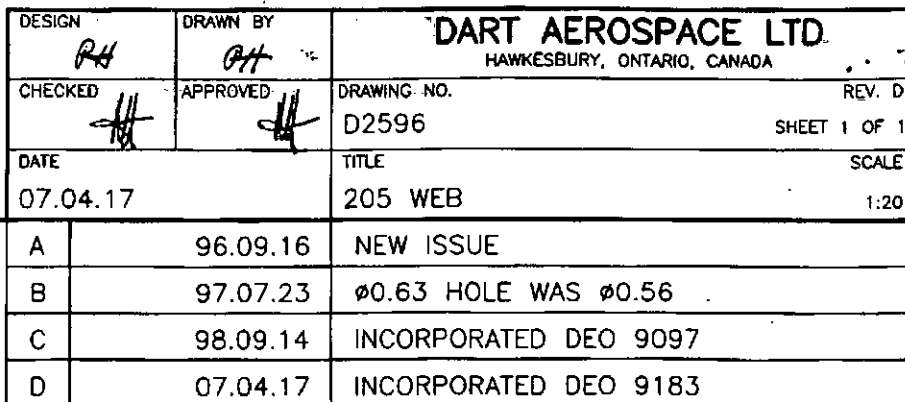 DESIGN
DRAWN BY
DART AEROSPACE LTD.
HAWKESBURY, ONTARIO, CANADA
CHECKED
APPROVED
DRAWING NO.
REV. D
D2596
SHEET 1 OF 1
DATE
TITLE
SCALE
07.04.17
205 WEB
1:20
A 96.09.16 NEW ISSUE
B 97.07.23 ø0.63 HOLE WAS ø0.56
C 98.09.14 INCORPORATED DEO 9097
D 07.04.17 INCORPORATED DEO 9183